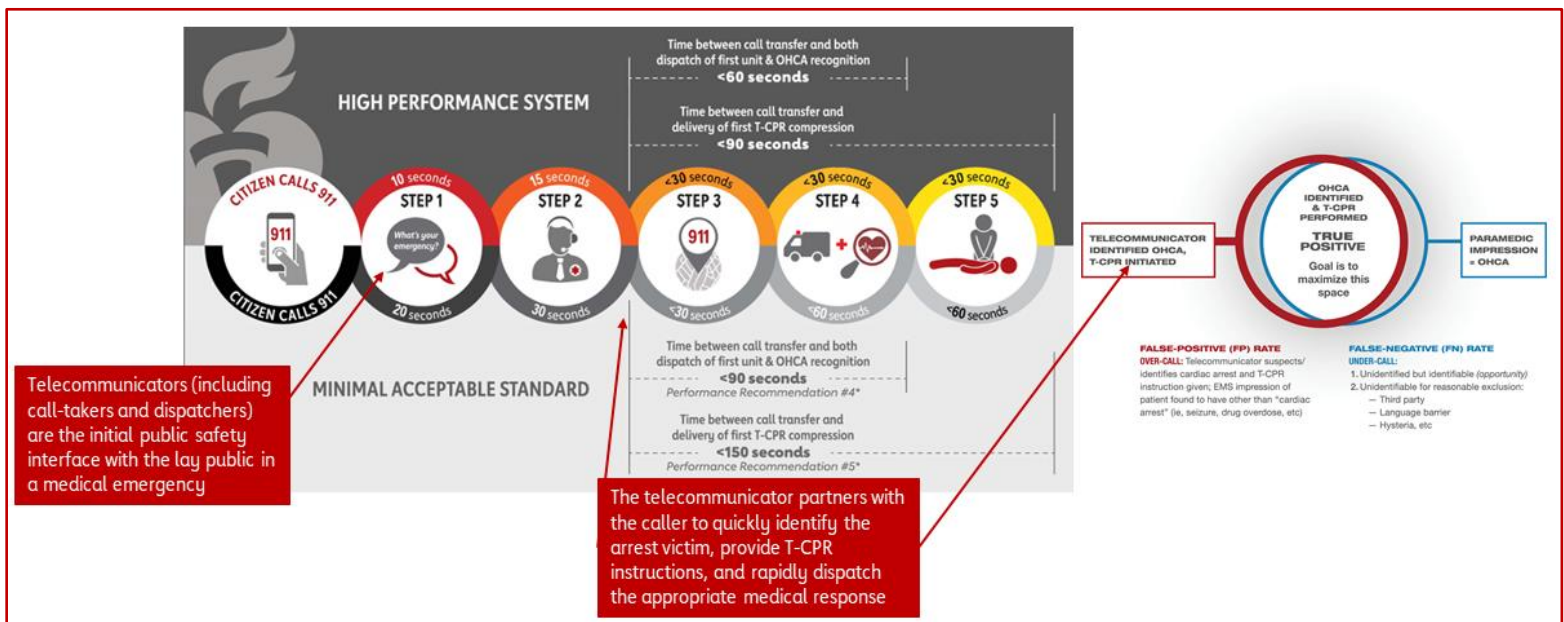 Time between call transfer and both
dispatch of first unit & OHCA recognition
<60 seconds
HIGH PERFORMANCE SYSTEM
Time between call transfer and
delivery of first T-CPR compression
<90 seconds
CITIZEN CALLS 911
911
CITIZEN CALLS 911
10 seconds
STEP 1
What's your
emergency?
20 seconds
15 seconds
STEP 2
30 seconds
<30 seconds
STEP 3
911
<30 seconds
<30 seconds
STEP 4
<60 seconds
<30 seconds
STEP 5
<60 seconds
Time between call transfer and both
dispatch of first unit & OHCA recognition
<90 seconds
Performance Recommendation #4*
MINIMAL ACCEPTABLE STANDARD
Time between call transfer and
delivery of first T-CPR compression
<150 seconds
Performance Recommendation #5*
Telecommunicators (including
call-takers and dispatchers)
are the initial public safety
interface with the lay public in
a medical emergency
The telecommunicator partners with
the caller to quickly identify the
arrest victim, provide T-CPR
instructions, and rapidly dispatch
the appropriate medical response
TELECOMMUNICATOR
IDENTIFIED OHCA,
T-CPR INITIATED
OHCA
IDENTIFIED
& T-CPR
PERFORMED
TRUE
POSITIVE
Goal is to
maximize this
space
PARAMEDIC
IMPRESSION
= OHCA
FALSE-POSITIVE (FP) RATE
OVER-CALL: Telecommunicator suspects/
identifies cardiac arrest and T-CPR
instruction given; EMS impression of
patient found to have other than "cardiac
arrest" (ie, seizure, drug overdose, etc)
FALSE-NEGATIVE (FN) RATE
UNDER-CALL:
1. Unidentified but identifiable (opportunity)
2. Unidentifiable for reasonable exclusion:
— Third party
— Language barrier
— Hysteria, etc